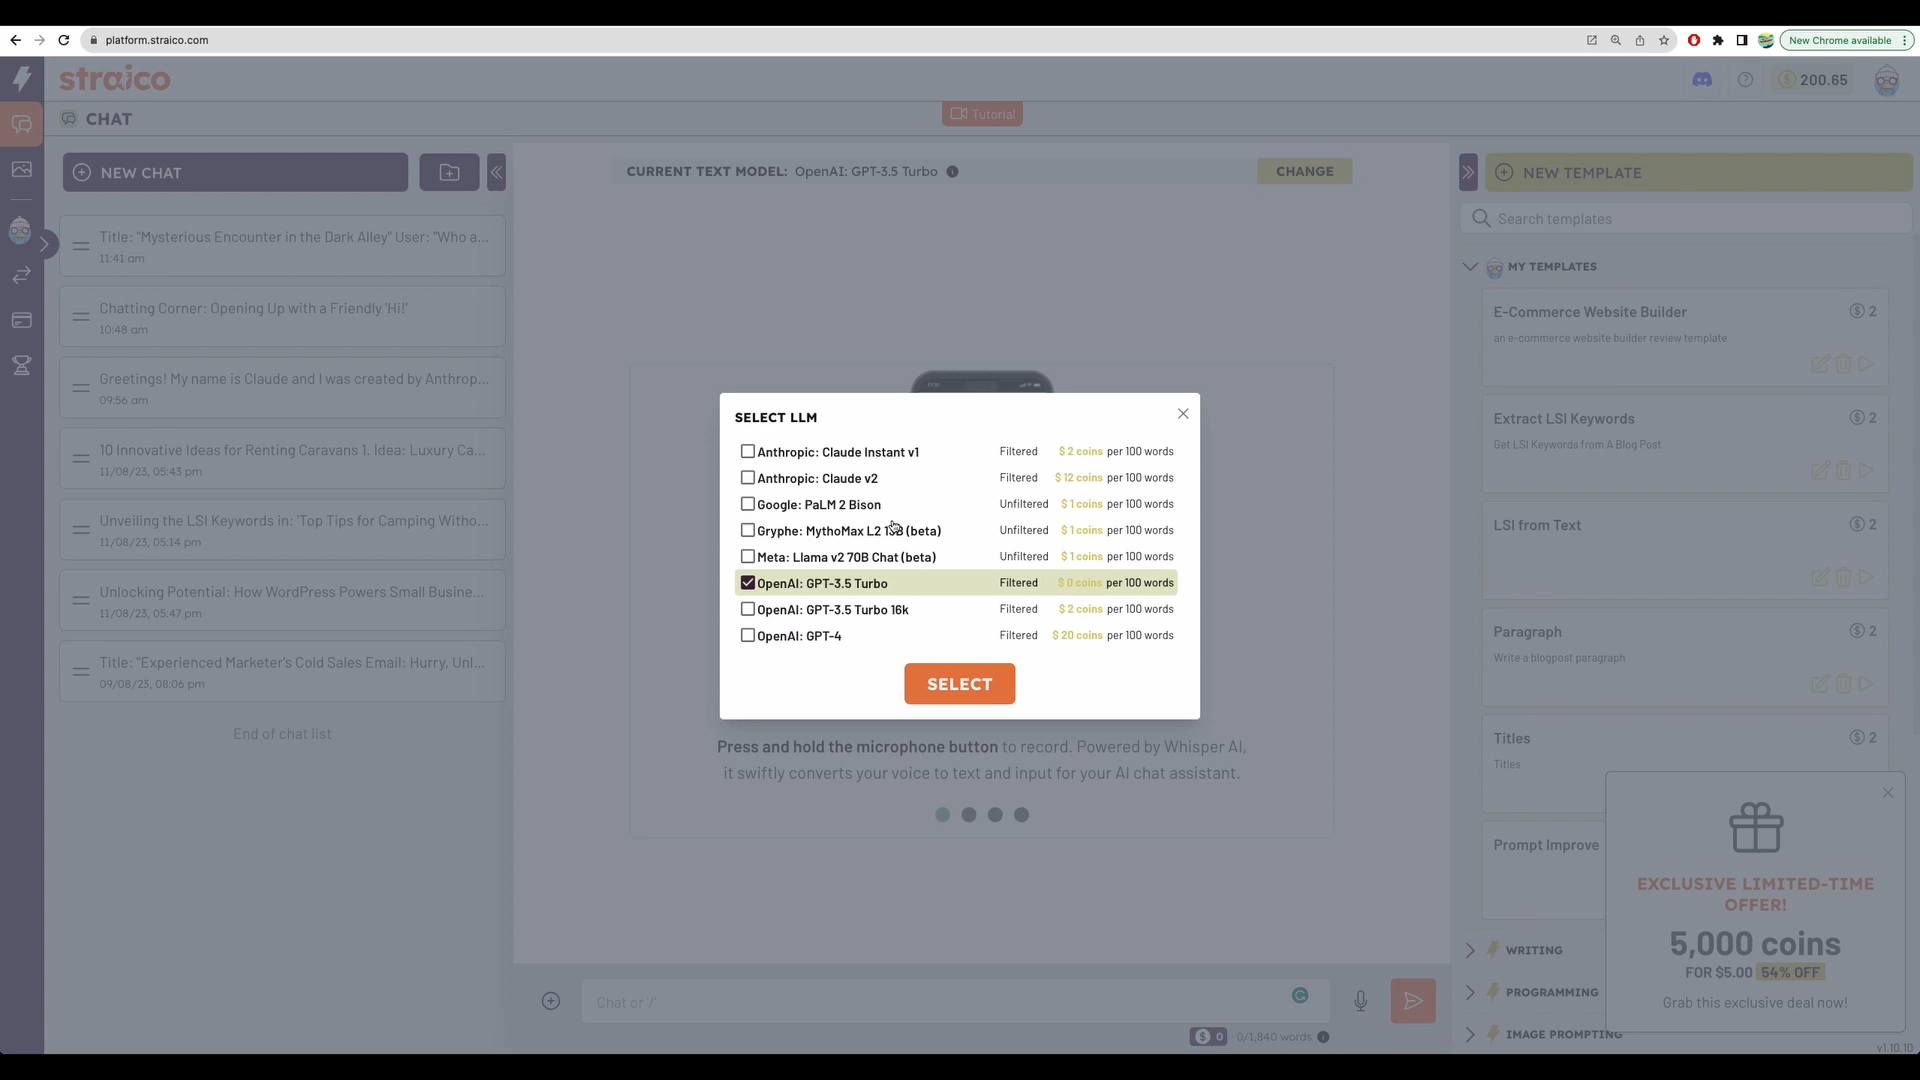 platform.straico.com
New Chrome available
straico
200.65
CHAT
Tutorial
NEW CHAT
Title: "Mysterious Encounter in the Dark Alley" User: "Who a...
11:41 am
Chatting Corner: Opening Up with a Friendly 'Hi!'
10:48 am
Greetings! My name is Claude and I was created by Anthrop...
09:56 am
10 Innovative Ideas for Renting Caravans 1. Idea: Luxury Ca...
11/08/23, 05:43 pm
Unveiling the LSI Keywords in: 'Top Tips for Camping Witho...
11/08/23, 05:14 pm
Unlocking Potential: How WordPress Powers Small Busine...
11/08/23, 05:47 pm
Title: "Experienced Marketer's Cold Sales Email: Hurry, Unl...
09/08/23, 08:06 pm
End of chat list
CURRENT TEXT MODEL: OpenAI: GPT-3.5 Turbo
CHANGE
SELECT LLM
Anthropic: Claude Instant v1 Filtered $ 2 coins per 100 words
Anthropic: Claude v2 Filtered $ 12 coins per 100 words
Google: PaLM 2 Bison Unfiltered $ 1 coins per 100 words
Gryphe: MythoMax L2 (beta) Unfiltered $ 1 coins per 100 words
Meta: Llama v2 70B Chat (beta) Unfiltered $ 1 coins per 100 words
OpenAI: GPT-3.5 Turbo Filtered $ 0 coins per 100 words
OpenAI: GPT-3.5 Turbo 16k Filtered $ 2 coins per 100 words
OpenAI: GPT-4 Filtered $ 20 coins per 100 words
SELECT
Press and hold the microphone button to record. Powered by Whisper AI,
it swiftly converts your voice to text and input for your AI chat assistant.
Chat or '/'
$ 0 0/1,840 words
NEW TEMPLATE
Search templates
MY TEMPLATES
E-Commerce Website Builder $ 2
an e-commerce website builder review template
Extract LSI Keywords $ 2
Get LSI Keywords from A Blog Post
LSI from Text $ 2
Paragraph $ 2
Write a blogpost paragraph
Titles $ 2
Titles
Prompt Improve
WRITING
PROGRAMMING
IMAGE PROMPTING
EXCLUSIVE LIMITED-TIME
OFFER!
5,000 coins
FOR $5.00 54% OFF
Grab this exclusive deal now!
v1.10.10